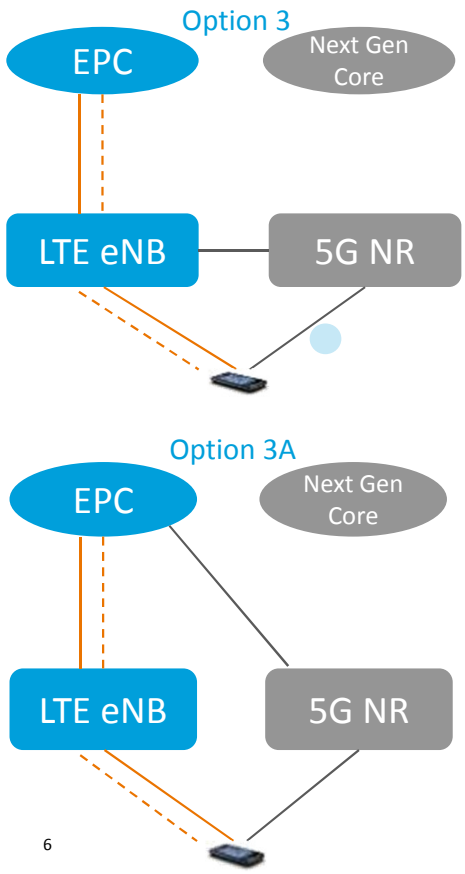 Option 3
EPC
Next Gen
Core
LTE eNB
5G NR
Option 3A
EPC
Next Gen
Core
LTE eNB
5G NR
6